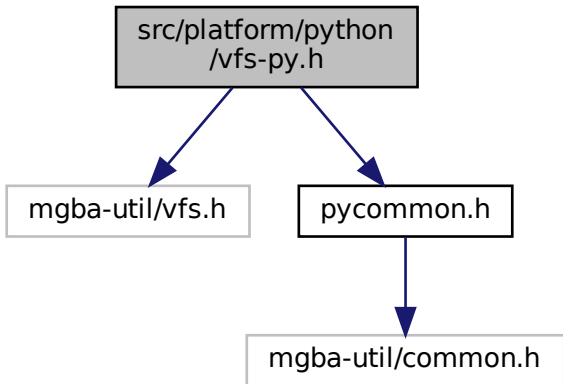 src/platform/python
/vfs-py.h
mgba-util/vfs.h
pycommon.h
mgba-util/common.h